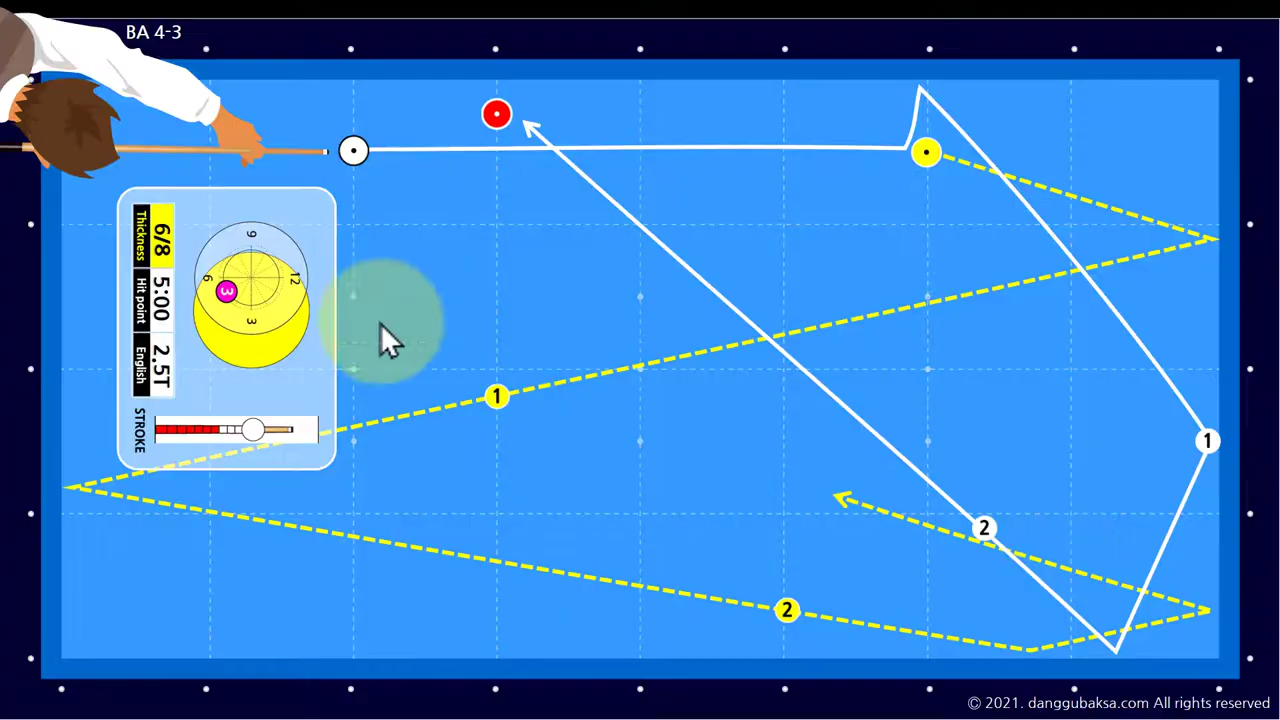 BA 4-3
6/8
Thickness
5:00
Hit point
2.5T
English
STROKE
9
12
6
3
3
1
1
2
2
© 2021. danggubaksa.com All rights reserved